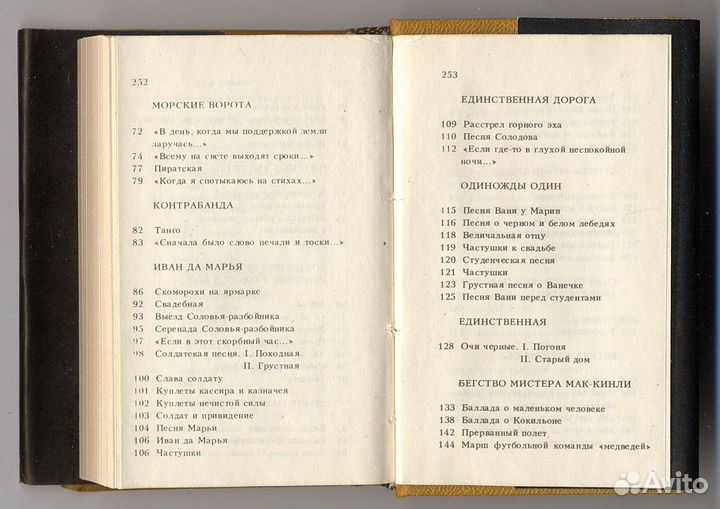 252
МОРСКИЕ ВОРОТА
72 «В день, когда мы поддержкой земли
заручась...»
74 «Всему на свете выходят сроки...»
77 Пиратская
79 «Когда я спотыкаюсь на стихах...»
КОНТРАБАНДА
82 Танго
83 «Сначала было слово печали и тоски...»
ИВАН ДА МАРЬЯ
86 Скоморохи на ярмарке
92 Свадебная
93 Выезд Соловья-разбойника
95 Серенада Соловья-разбойника
97 «Если в этот скорбный час...»
98 Солдатская песня. I. Походная
II. Грустная
100 Слава солдату
101 Куплеты кассира и казначея
102 Куплеты нечистой силы
103 Солдат и привидение
104 Песня Марьи
106 Иван да Марья
106 Частушки
253
ЕДИНСТВЕННАЯ ДОРОГА
109 Расстрел горного эха
110 Песня Солодова
112 «Если где-то в глухой неспокойной
ночи...»
ОДИНОЖДЫ ОДИН
115 Песня Вани у Марии
116 Песня о черном и белом лебедях
118 Величальная отцу
119 Частушки к свадьбе
120 Студенческая песня
121 Частушки
123 Грустная песня о Ванечке
125 Песня Вани перед студентами
ЕДИНСТВЕННАЯ
128 Очи черные. I. Погоня
II. Старый дом
БЕГСТВО МИСТЕРА МАК-КИНЛИ
133 Баллада о маленьком человеке
138 Баллада о Кокильоне
142 Прерванный полет
144 Марш футбольной команды «медведей»
Avito